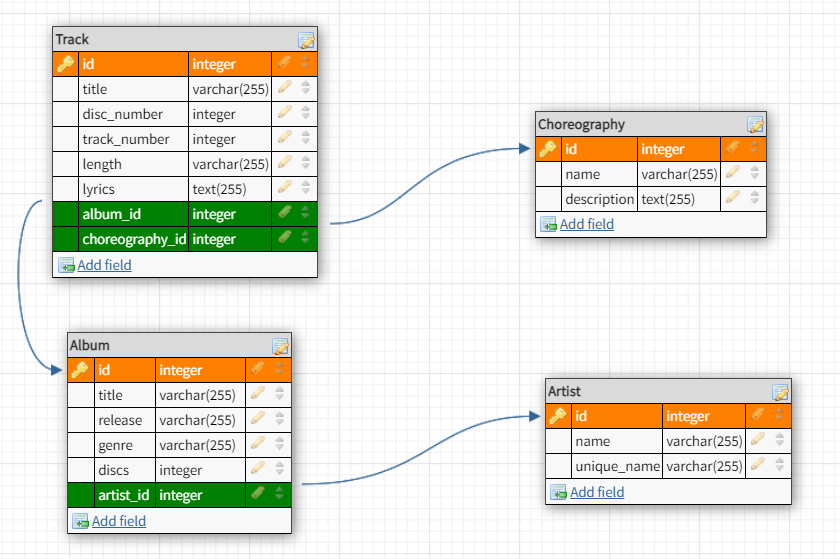 Track
id integer
title varchar(255)
disc_number integer
track_number integer
length varchar(255)
lyrics text(255)
album_id integer
choreography_id integer
Add field
Choreography
id integer
name varchar(255)
description text(255)
Add field
Album
id integer
title varchar(255)
release varchar(255)
genre varchar(255)
discs integer
artist_id integer
Add field
Artist
id integer
name varchar(255)
unique_name varchar(255)
Add field